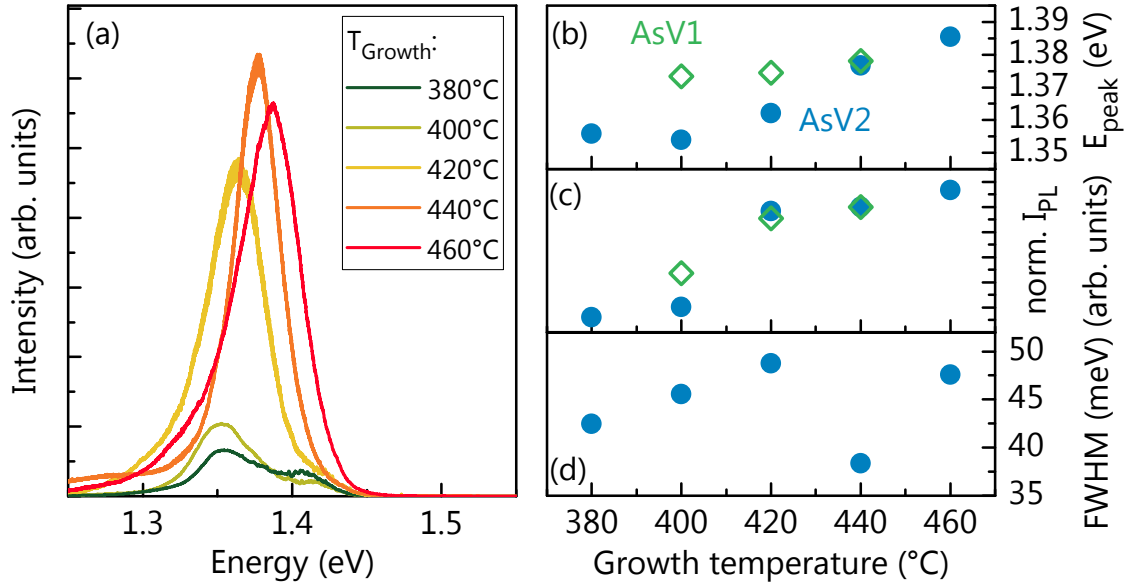 (a)
T_Growth:
380°C
400°C
420°C
440°C
460°C
Intensity (arb. units)
1.3
1.4
1.5
Energy (eV)
(b)
AsV1
AsV2
1.39
1.38
1.37
1.36
1.35
E_peak (eV)
(c)
norm. I_PL
(arb. units)
(d)
50
45
40
35
FWHM (meV)
380
400
420
440
460
Growth temperature (°C)